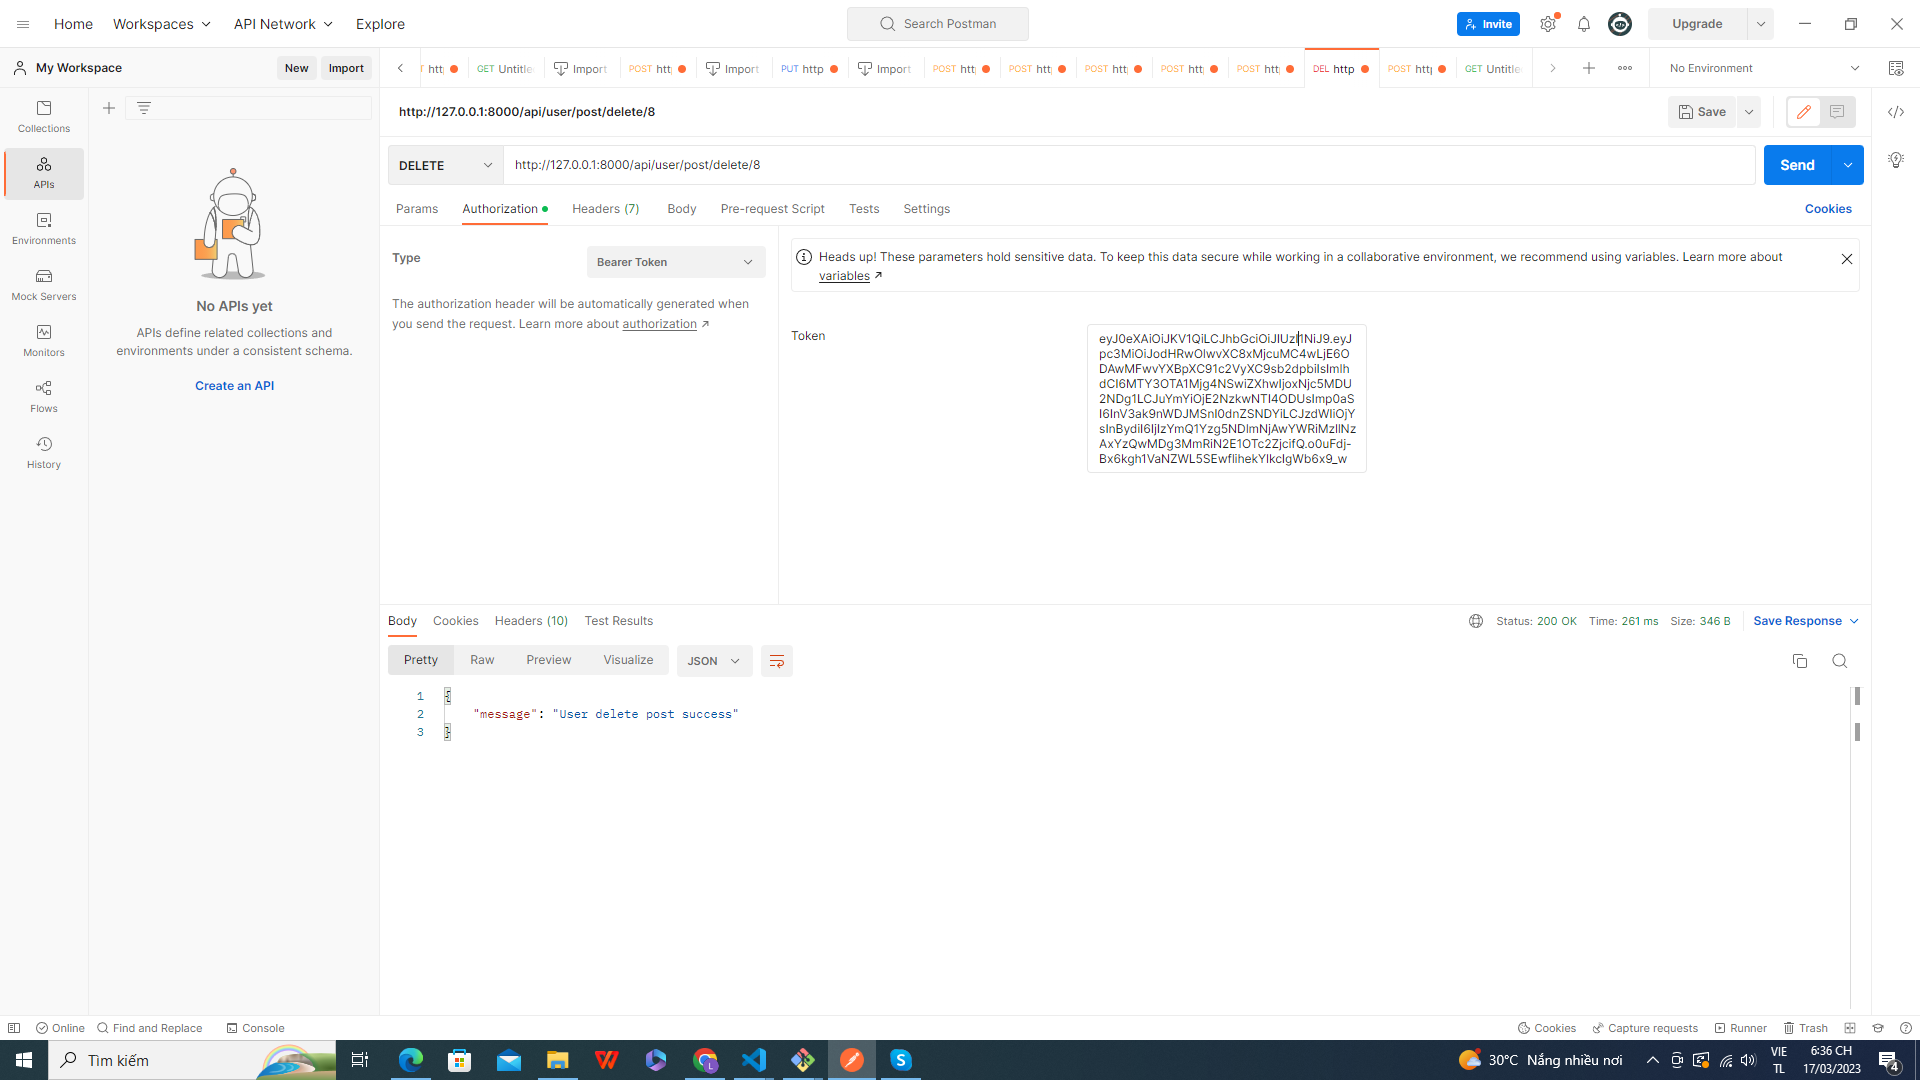 Home
Workspaces
API Network
Explore
Search Postman
Invite
Upgrade
My Workspace
New
Import
htt
GET Untitle
Import
POST htt
Import
PUT http
Import
POST htt
POST htt
POST htt
POST htt
POST htt
DEL http
POST htt
GET Untitle
No Environment
Collections
APIs
Environments
Mock Servers
Monitors
Flows
History
No APIs yet
APIs define related collections and
environments under a consistent schema.
Create an API
http://127.0.0.1:8000/api/user/post/delete/8
Save
DELETE
http://127.0.0.1:8000/api/user/post/delete/8
Send
Params
Authorization
Headers (7)
Body
Pre-request Script
Tests
Settings
Cookies
Type
Bearer Token
The authorization header will be automatically generated when
you send the request. Learn more about authorization ↗
Heads up! These parameters hold sensitive data. To keep this data secure while working in a collaborative environment, we recommend using variables. Learn more about
variables ↗
Token
Body
Cookies
Headers (10)
Test Results
Status: 200 OK
Time: 261 ms
Size: 346 B
Save Response
Pretty
Raw
Preview
Visualize
JSON
1 {
2 "message": "User delete post success"
3 }
Online
Find and Replace
Console
Cookies
Capture requests
Runner
Trash
Tìm kiếm
30°C Nắng nhiều nơi
VIE
TL
6:36 CH
17/03/2023
4